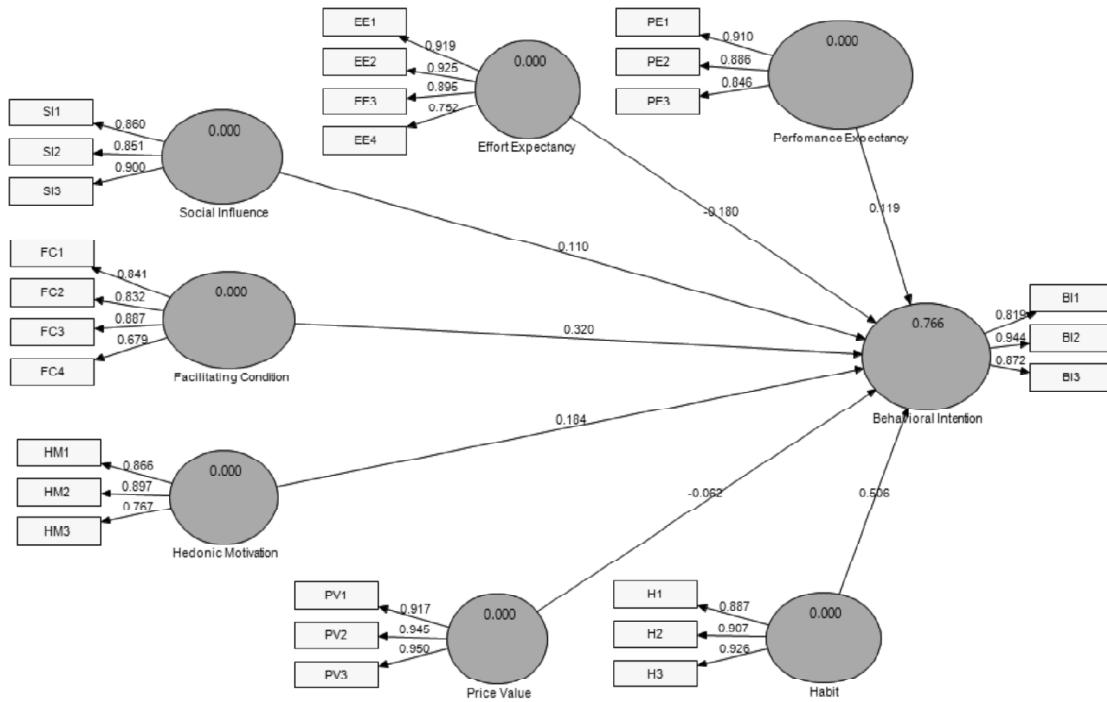 EE1
0.919
EE2
0.925
EE3
0.895
EE4
0.752
0.000
Effort Expectancy
PE1
0.910
PE2
0.886
PE3
0.846
0.000
Perfomance Expectancy
SI1
0.860
SI2
0.851
SI3
0.900
0.000
Social Influence
-0.180
0.119
0.110
FC1
0.841
FC2
0.832
FC3
0.887
FC4
0.679
0.000
Facilitating Condition
0.320
0.766
Behavioral Intention
0.819
BI1
0.944
BI2
0.872
BI3
HM1
0.866
HM2
0.897
HM3
0.767
0.000
Hedonic Motivation
0.184
-0.062
0.506
PV1
0.917
PV2
0.945
PV3
0.950
0.000
Price Value
H1
0.887
H2
0.907
H3
0.926
0.000
Habit